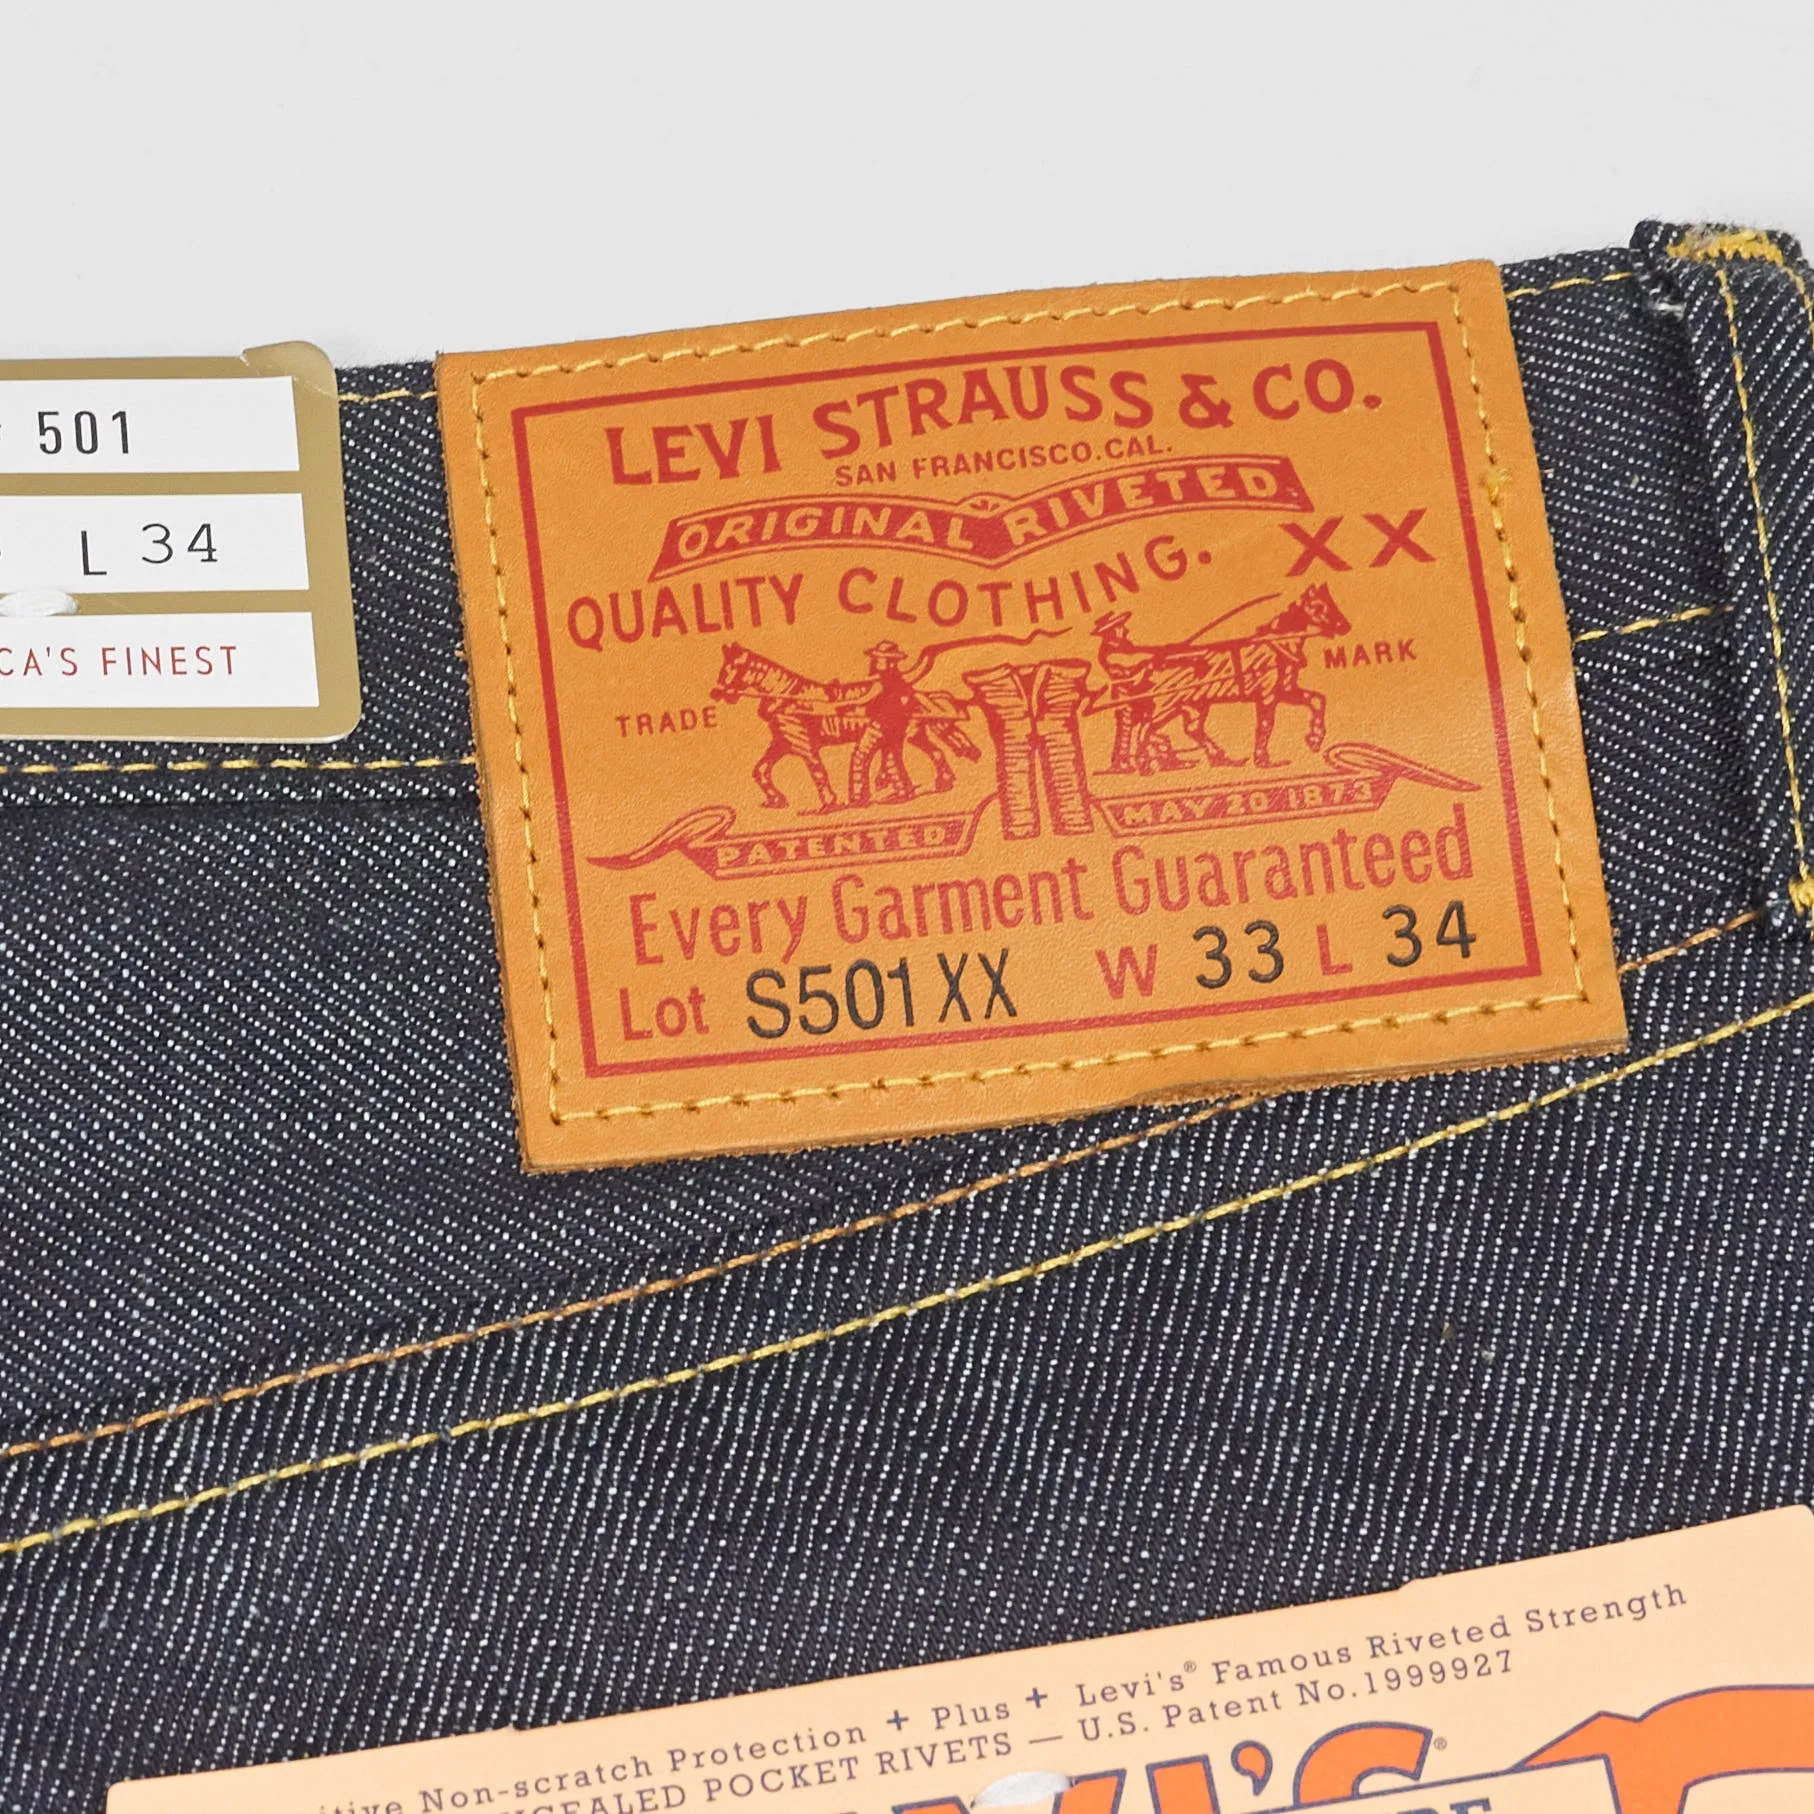 501
L 34
CA'S FINEST
LEVI STRAUSS & CO.
SAN FRANCISCO. CAL.
ORIGINAL RIVETED
QUALITY CLOTHING. XX
TRADE MARK
PATENTED MAY 20 1873
Every Garment Guaranteed
Lot S501XX W 33 L 34
Non-scratch Protection + Plus + Levi's® Famous Riveted Strength
POCKET RIVETS — U.S. Patent No.1999927